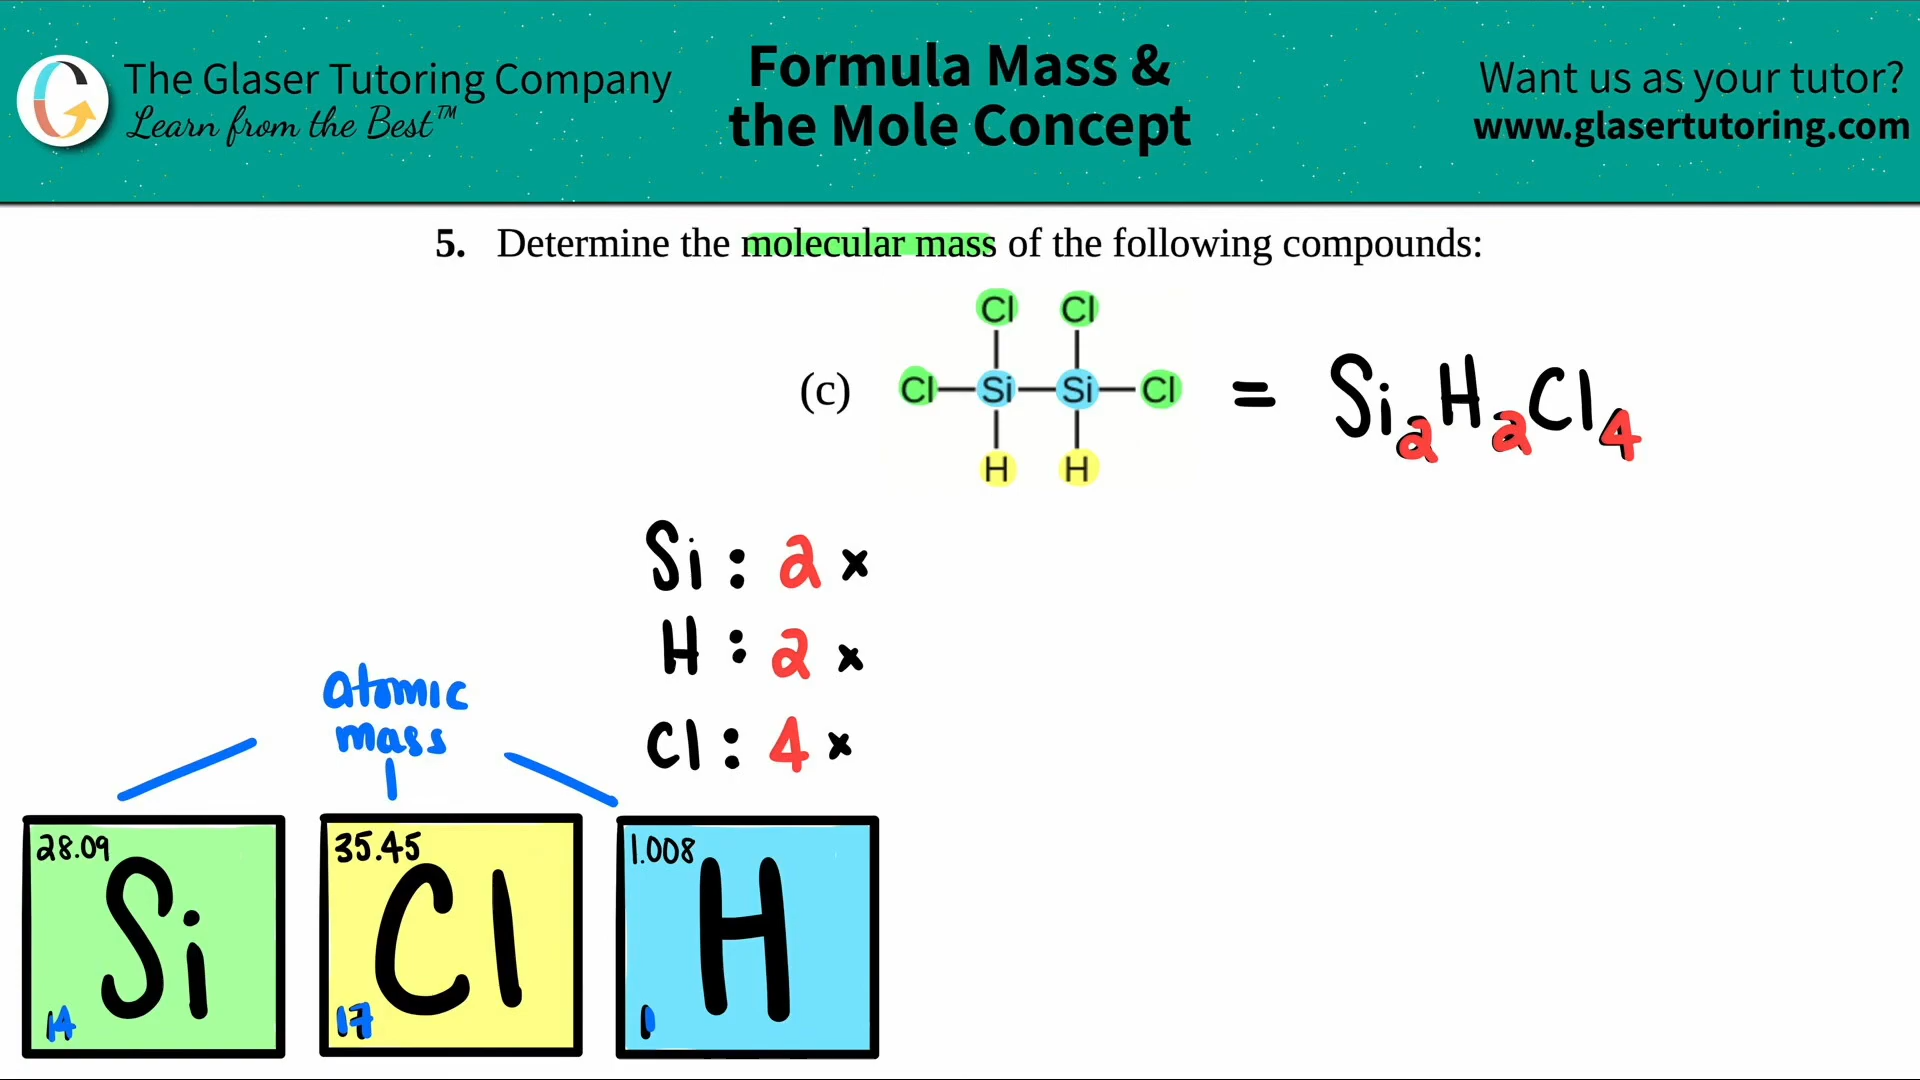 The Glaser Tutoring Company
Learn from the Best™
Formula Mass &
the Mole Concept
Want us as your tutor?
www.glasertutoring.com
5. Determine the molecular mass of the following compounds:
Cl Cl
(c) Cl Si Si Cl = Si₂H₂Cl₄
H H
Si : 2 ×
H : 2 ×
Cl : 4 ×
atomic
mass
28.09
Si
14
35.45
Cl
17
1.008
H
1